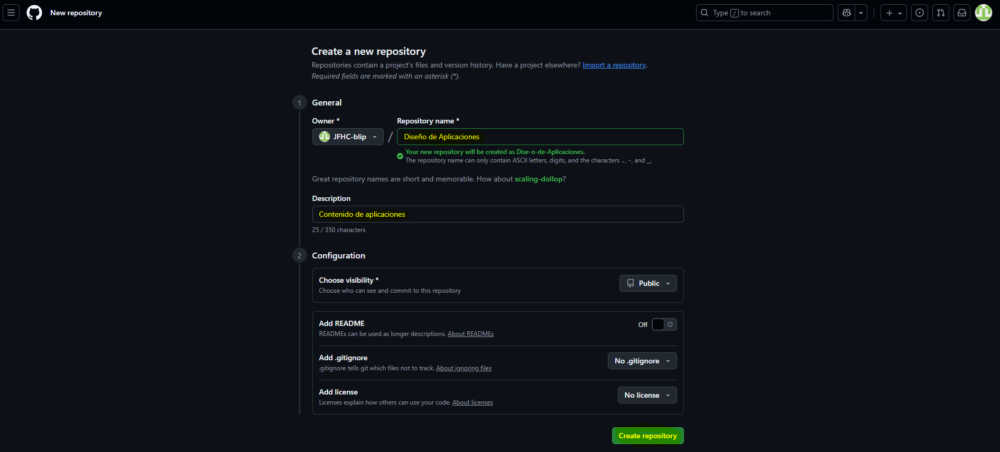 New repository
Type / to search
Create a new repository
Repositories contain a project's files and version history. Have a project elsewhere? Import a repository.
Required fields are marked with an asterisk (*).
1 General
Owner * Repository name *
JFHC-blip / Diseño de Aplicaciones
Your new repository will be created as Dise-o-de-Aplicaciones.
The repository name can only contain ASCII letters, digits, and the characters ., -, and _.
Great repository names are short and memorable. How about scaling-dollop?
Description
Contenido de aplicaciones
25 / 350 characters
2 Configuration
Choose visibility *
Choose who can see and commit to this repository
Public
Add README
READMEs can be used as longer descriptions. About READMEs
Off
Add .gitignore
.gitignore tells git which files not to track. About ignoring files
No .gitignore
Add license
Licenses explain how others can use your code. About licenses
No license
Create repository